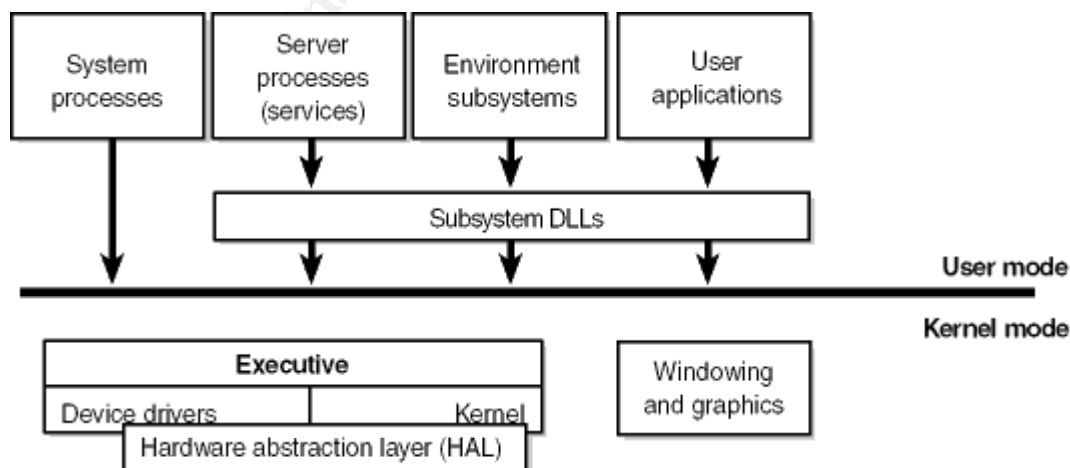 System
processes
Server
processes
(services)
Environment
subsystems
User
applications
Subsystem DLLs
User mode
Kernel mode
Executive
Device drivers
Kernel
Windowing
and graphics
Hardware abstraction layer (HAL)